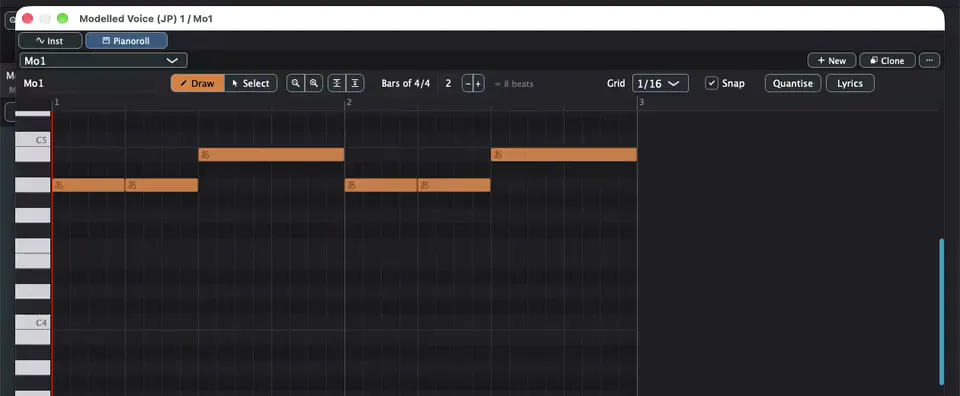 Modelled Voice (JP) 1 / Mo1
Inst
Pianoroll
Mo1
+ New
Clone
...
Mo1
Draw
Select
Bars of 4/4
2
- +
= 8 beats
Grid
1/16
Snap
Quantise
Lyrics
1
2
3
C5
あ
あ
あ
あ
あ
あ
C4